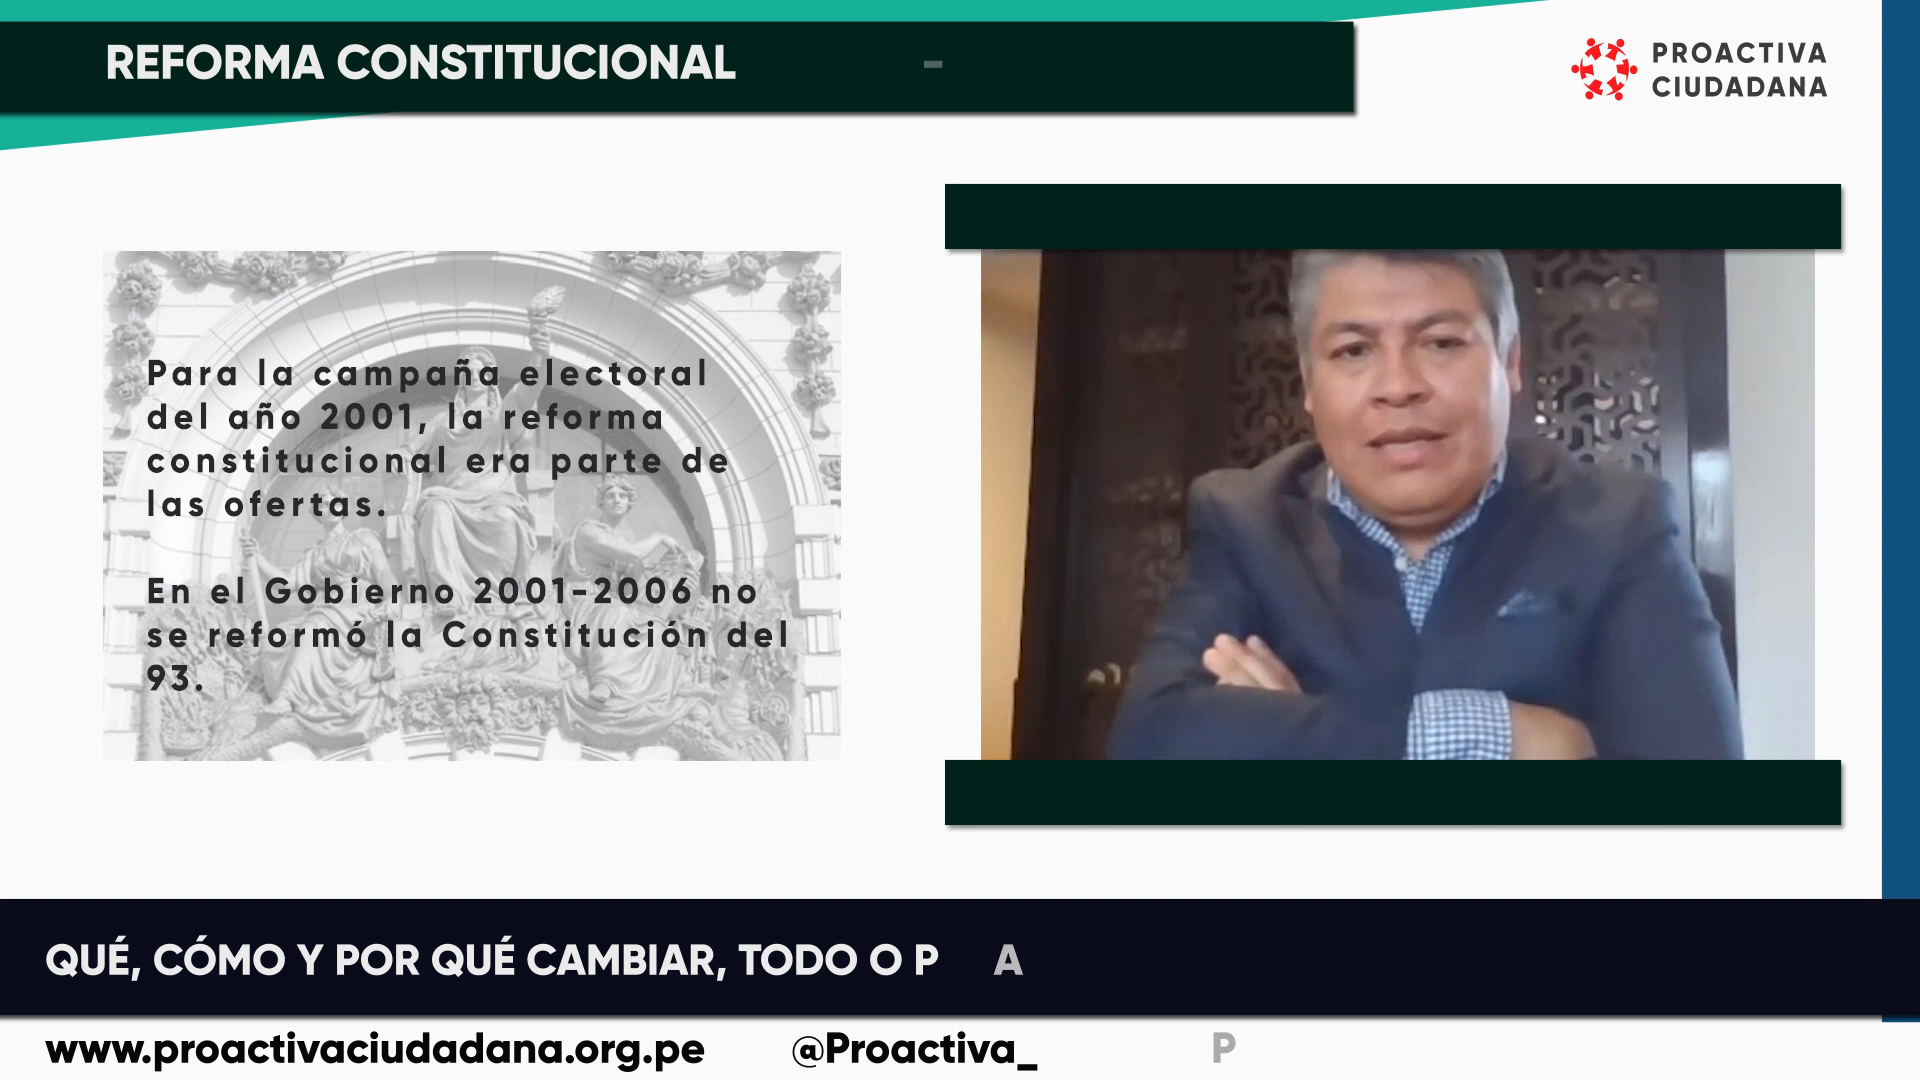 REFORMA CONSTITUCIONAL -
PROACTIVA
CIUDADANA
Para la campaña electoral
del año 2001, la reforma
constitucional era parte de
las ofertas.
En el Gobierno 2001-2006 no
se reformó la Constitución del
93.
QUÉ, CÓMO Y POR QUÉ CAMBIAR, TODO O P A
www.proactivaciudadana.org.pe @Proactiva_ P